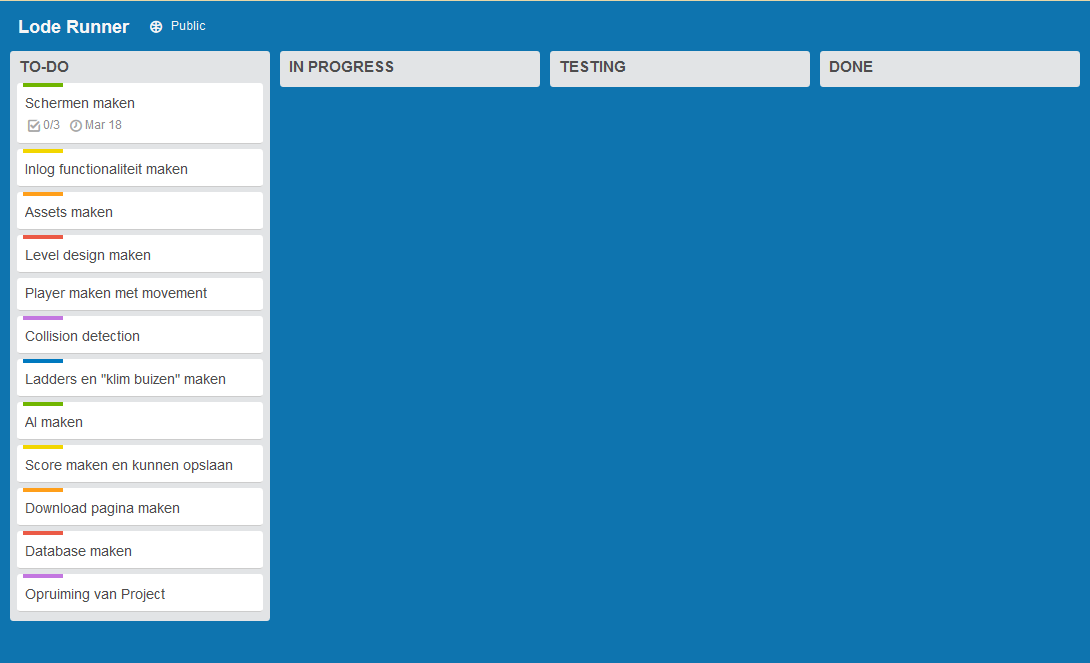 Lode Runner Public
TO-DO
Schermen maken
0/3 Mar 18
Inlog functionaliteit maken
Assets maken
Level design maken
Player maken met movement
Collision detection
Ladders en "klim buizen" maken
AI maken
Score maken en kunnen opslaan
Download pagina maken
Database maken
Opruiming van Project
IN PROGRESS
TESTING
DONE